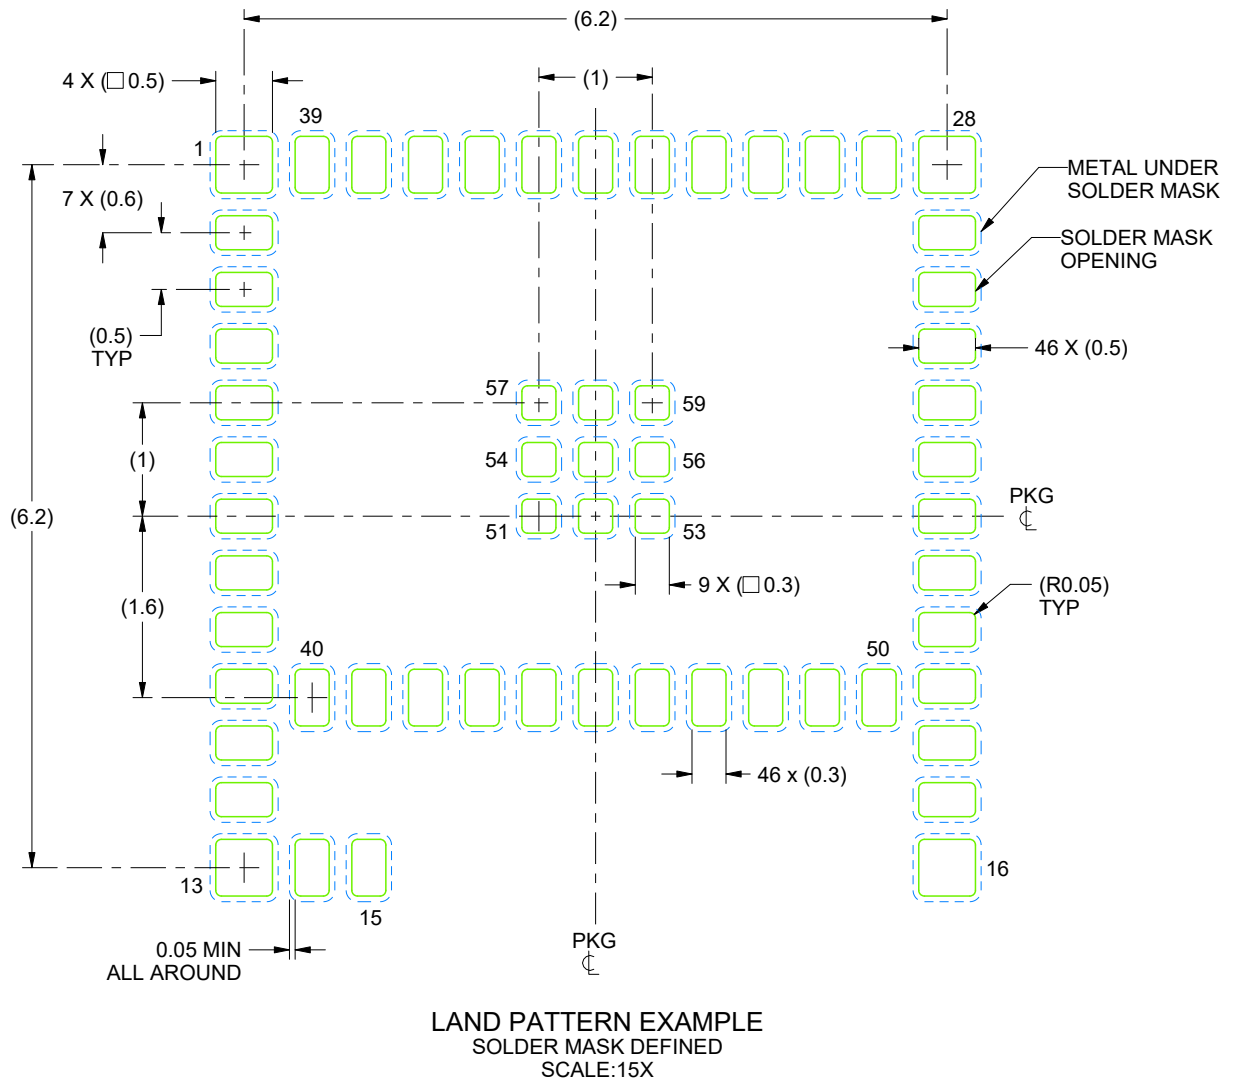 (6.2)
4 X (□ 0.5)
(1)
39
28
1
METAL UNDER
SOLDER MASK
7 X (0.6)
SOLDER MASK
OPENING
(0.5)
TYP
46 X (0.5)
57
59
(1)
54
56
(6.2)
PKG
℄
51
53
9 X (□ 0.3)
(R0.05)
TYP
(1.6)
40
50
46 x (0.3)
13
16
15
0.05 MIN
ALL AROUND
PKG
℄
LAND PATTERN EXAMPLE
SOLDER MASK DEFINED
SCALE:15X